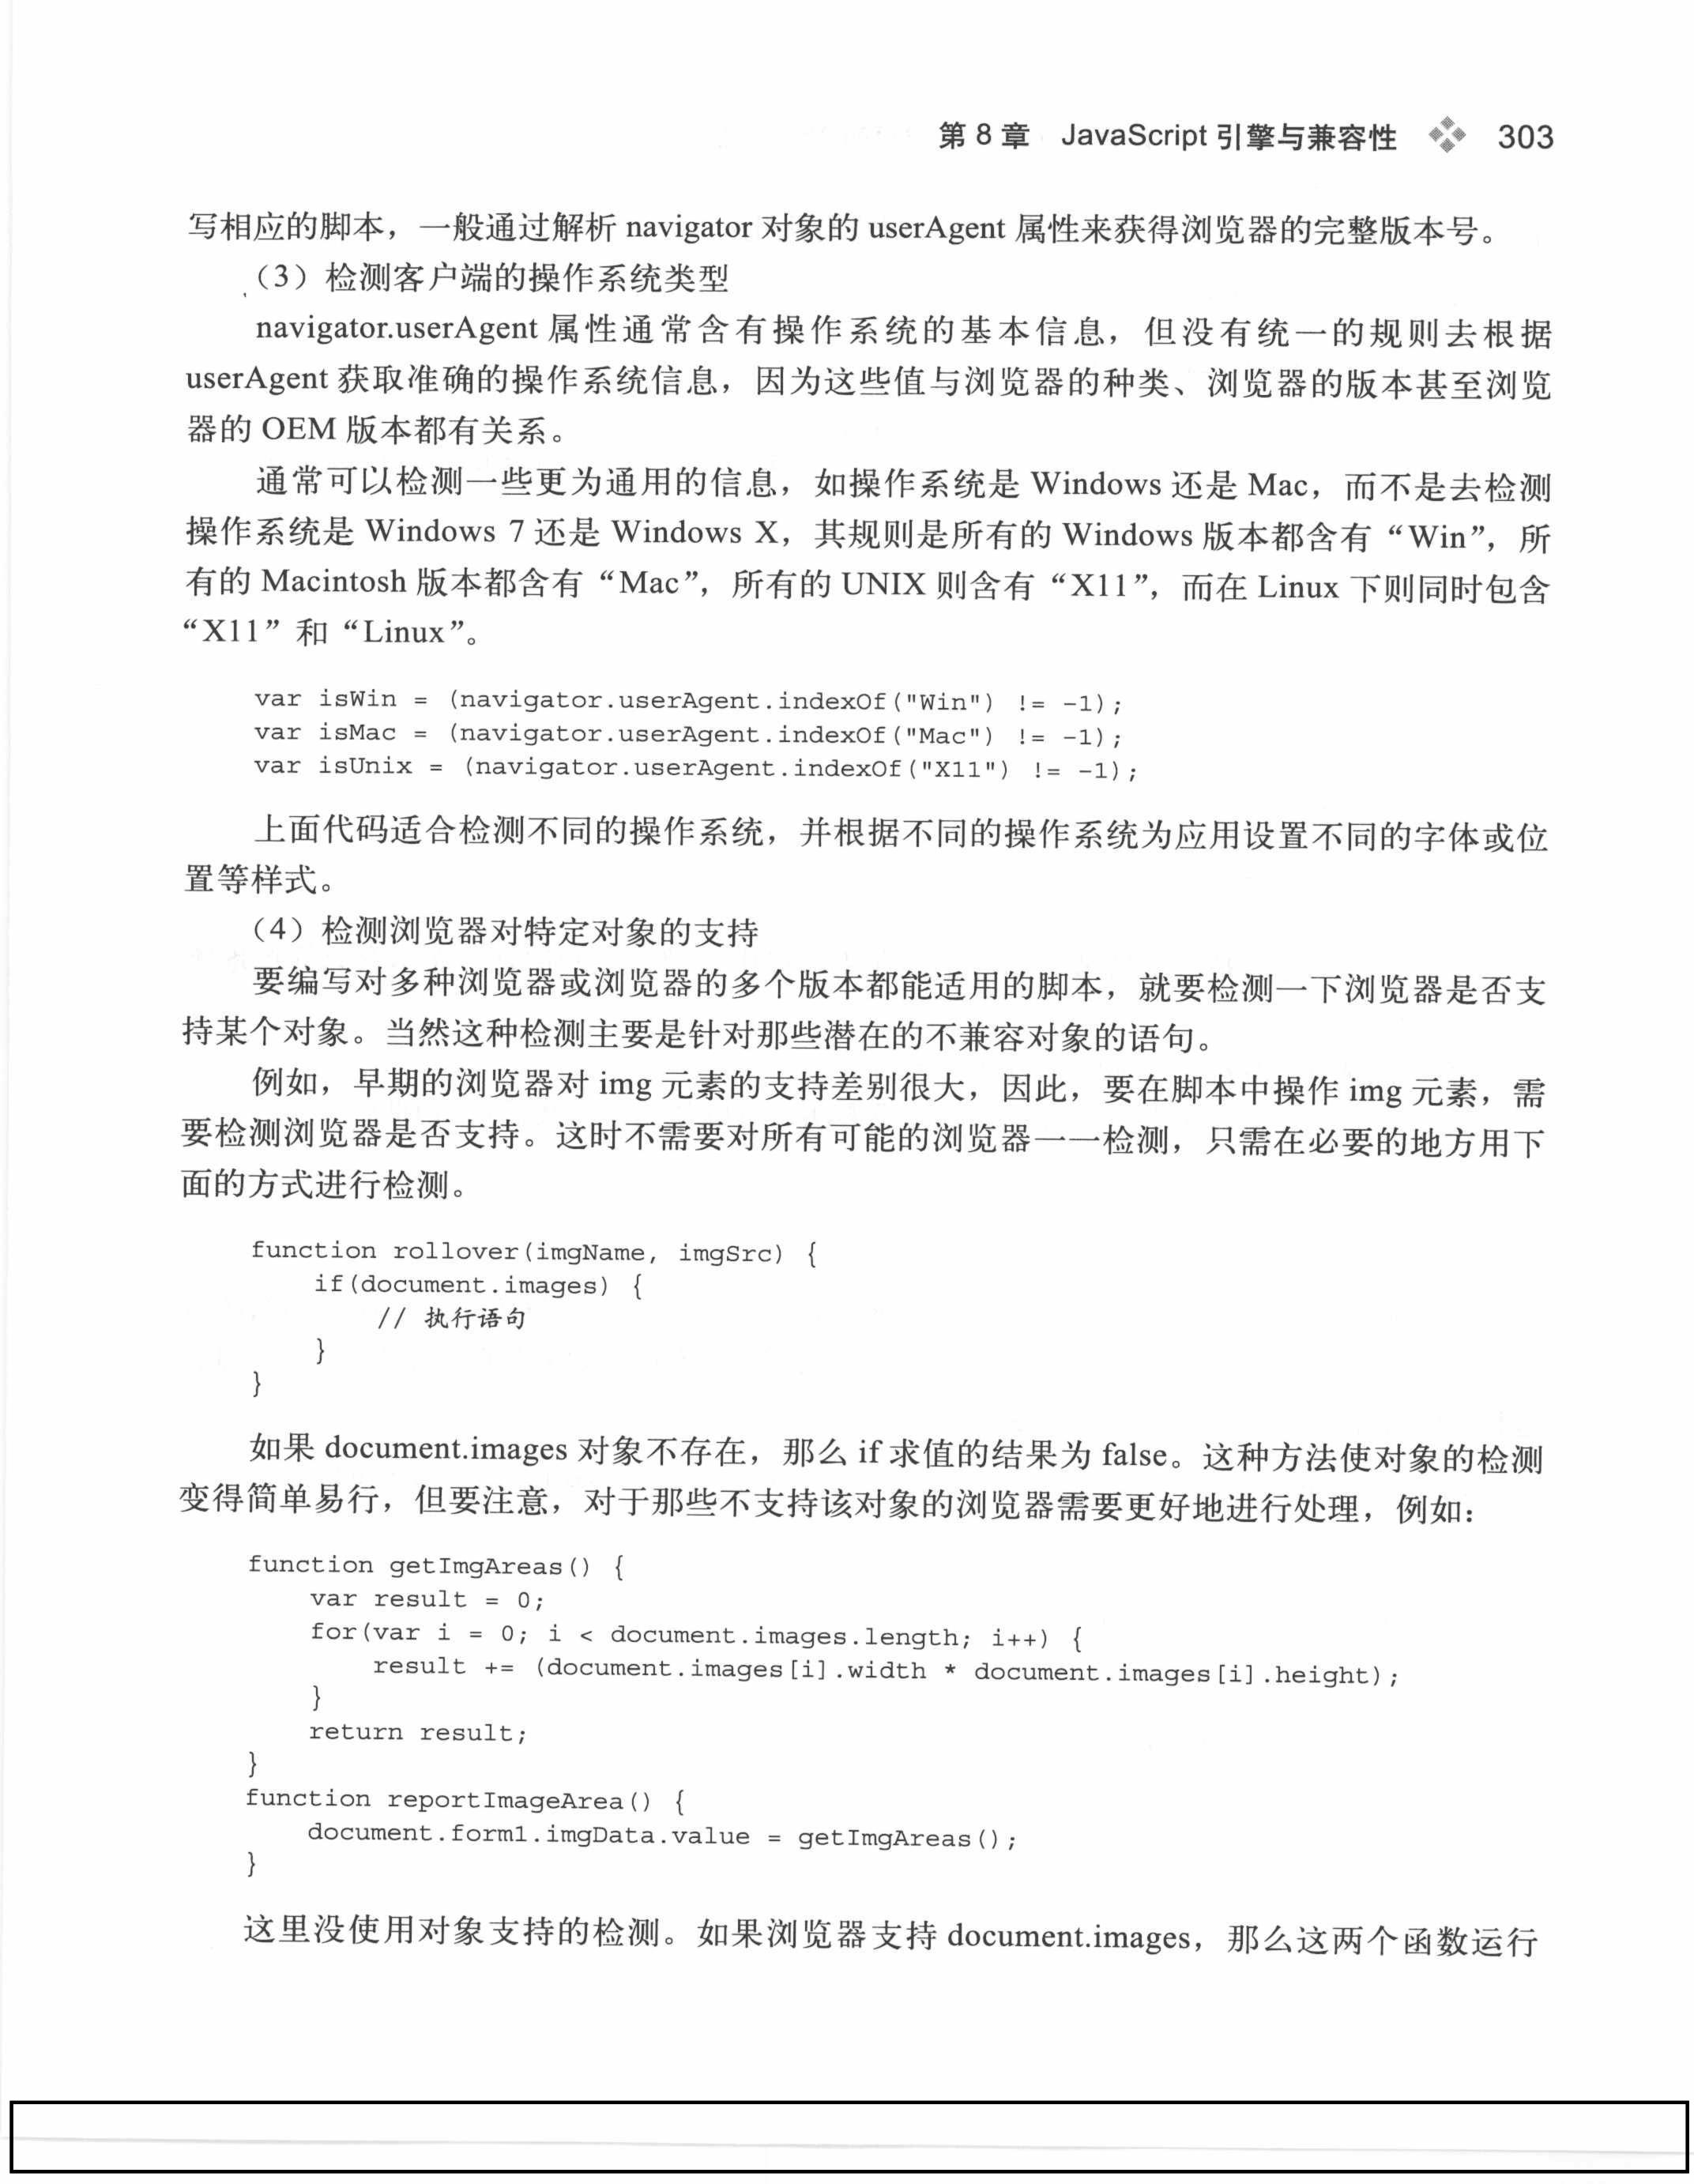 第 8 章 JavaScript 引擎与兼容性 303
写相应的脚本，一般通过解析 navigator 对象的 userAgent 属性来获得浏览器的完整版本号。
（3）检测客户端的操作系统类型
navigator.userAgent 属性通常含有操作系统的基本信息，但没有统一的规则去根据
userAgent 获取准确的操作系统信息，因为这些值与浏览器的种类、浏览器的版本甚至浏览
器的 OEM 版本都有关系。
通常可以检测一些更为通用的信息，如操作系统是 Windows 还是 Mac，而不是去检测
操作系统是 Windows 7 还是 Windows X，其规则是所有的 Windows 版本都含有“Win”，所
有的 Macintosh 版本都含有“Mac”，所有的 UNIX 则含有“X11”，而在 Linux 下则同时包含
“X11”和“Linux”。
var isWin = (navigator.userAgent.indexOf("Win") != -1);
var isMac = (navigator.userAgent.indexOf("Mac") != -1);
var isUnix = (navigator.userAgent.indexOf("X11") != -1);
上面代码适合检测不同的操作系统，并根据不同的操作系统为应用设置不同的字体或位
置等样式。
（4）检测浏览器对特定对象的支持
要编写对多种浏览器或浏览器的多个版本都能适用的脚本，就要检测一下浏览器是否支
持某个对象。当然这种检测主要是针对那些潜在的不兼容对象的语句。
例如，早期的浏览器对 img 元素的支持差别很大，因此，要在脚本中操作 img 元素，需
要检测浏览器是否支持。这时不需要对所有可能的浏览器一一检测，只需在必要的地方用下
面的方式进行检测。
function rollover(imgName, imgSrc) {
if(document.images) {
// 执行语句
}
}
如果 document.images 对象不存在，那么 if 求值的结果为 false。这种方法使对象的检测
变得简单易行，但要注意，对于那些不支持该对象的浏览器需要更好地进行处理，例如：
function getImgAreas() {
var result = 0;
for(var i = 0; i < document.images.length; i++) {
result += (document.images[i].width * document.images[i].height);
}
return result;
}
function reportImageArea() {
document.form1.imgData.value = getImgAreas();
}
这里没使用对象支持的检测。如果浏览器支持 document.images，那么这两个函数运行